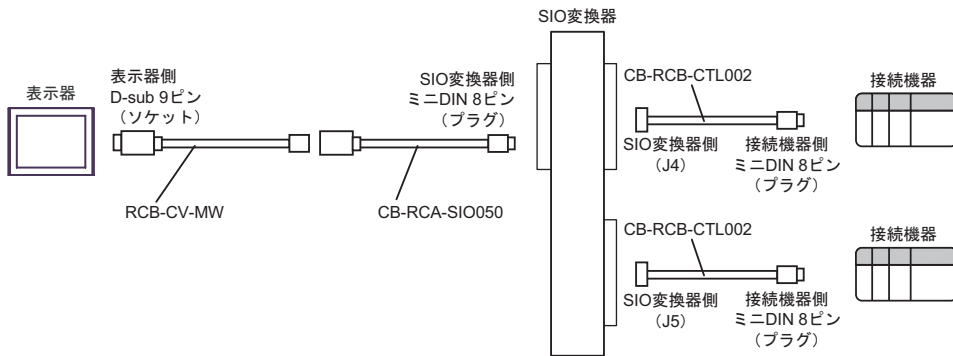 SIO変換器
表示器
表示器側
D-sub 9ピン
（ソケット）
SIO変換器側
ミニDIN 8ピン
（プラグ）
RCB-CV-MW
CB-RCA-SIO050
CB-RCB-CTL002
接続機器
SIO変換器側
（J4）
接続機器側
ミニDIN 8ピン
（プラグ）
CB-RCB-CTL002
接続機器
SIO変換器側
（J5）
接続機器側
ミニDIN 8ピン
（プラグ）